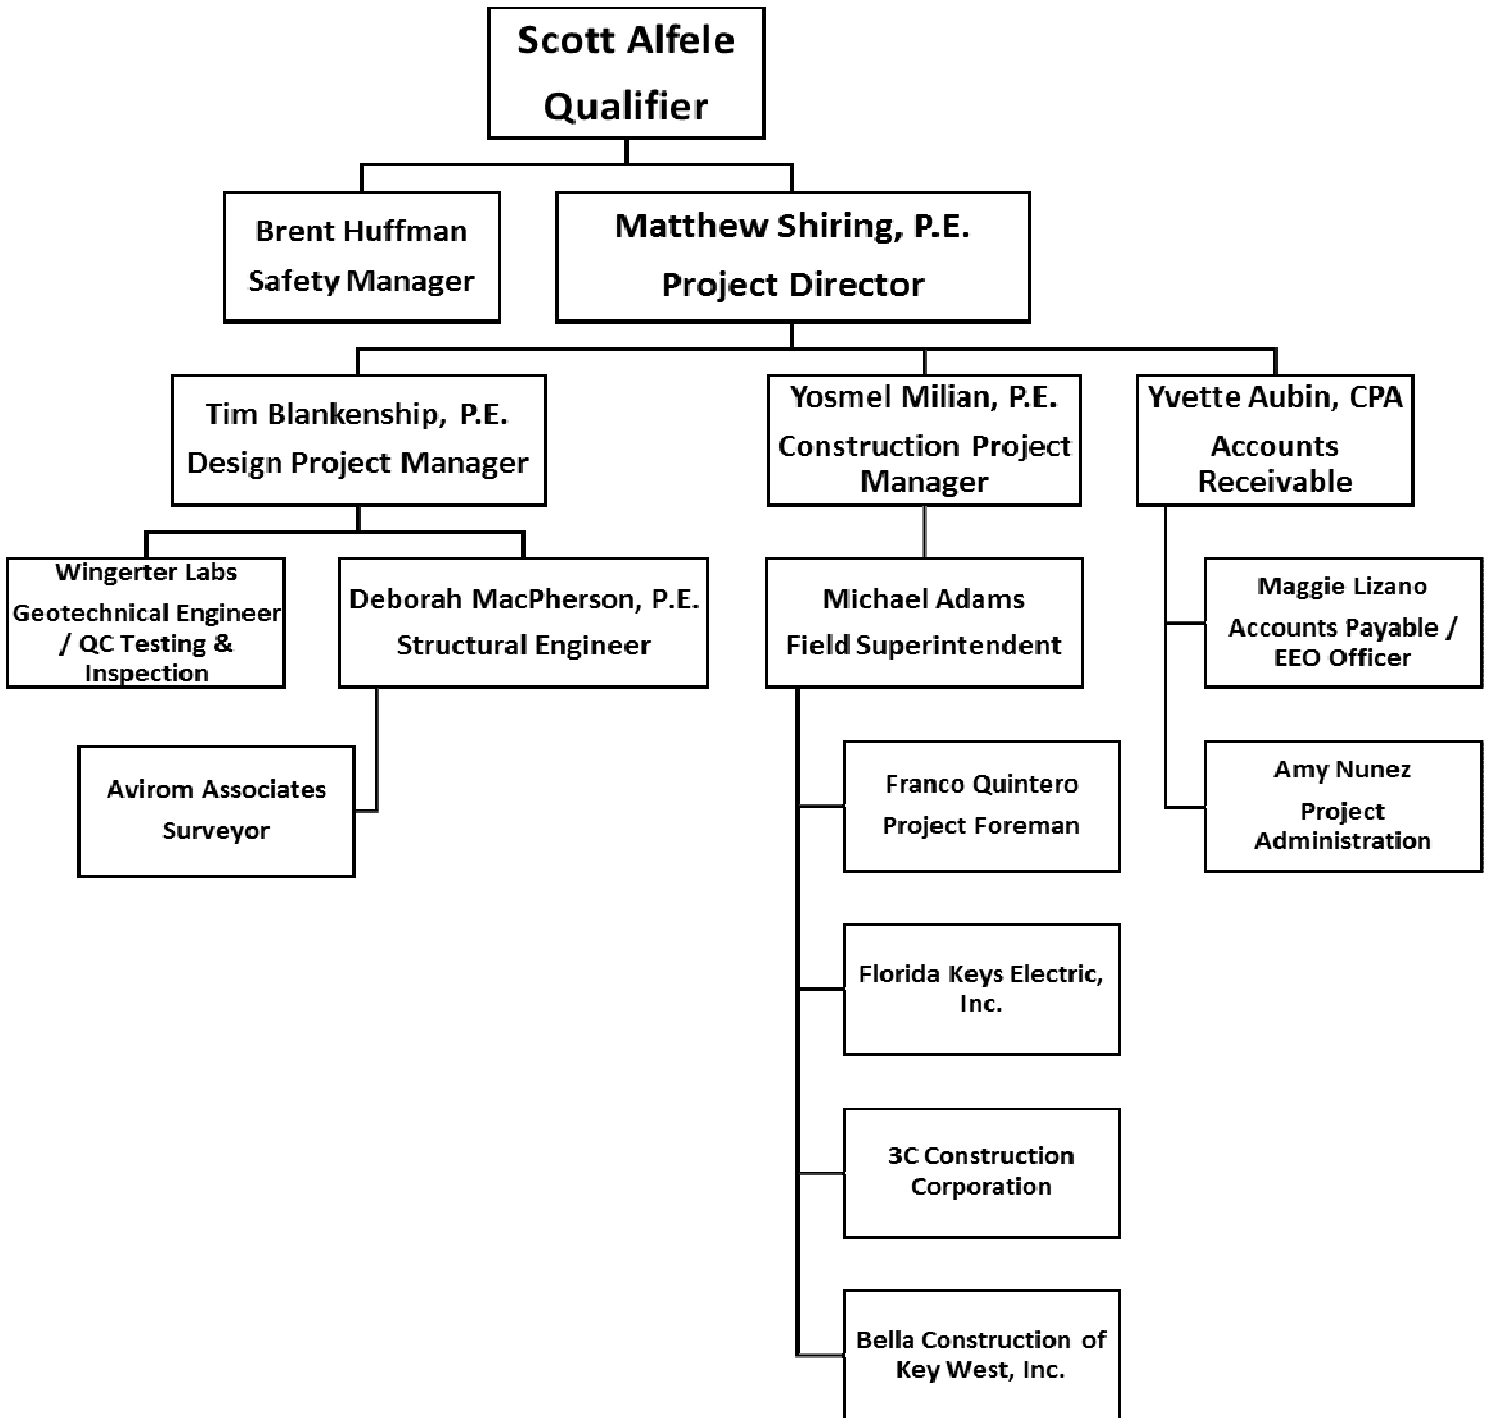 Scott Alfele
Qualifier
Brent Huffman
Safety Manager
Matthew Shiring, P.E.
Project Director
Tim Blankenship, P.E.
Design Project Manager
Yosmel Milian, P.E.
Construction Project
Manager
Yvette Aubin, CPA
Accounts
Receivable
Wingerter Labs
Geotechnical Engineer
/ QC Testing &
Inspection
Deborah MacPherson, P.E.
Structural Engineer
Michael Adams
Field Superintendent
Maggie Lizano
Accounts Payable /
EEO Officer
Avirom Associates
Surveyor
Franco Quintero
Project Foreman
Amy Nunez
Project
Administration
Florida Keys Electric,
Inc.
3C Construction
Corporation
Bella Construction of
Key West, Inc.